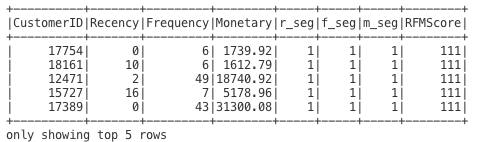 +----------+-------+---------+--------+-----+-----+-----+--------+
|CustomerID|Recency|Frequency|Monetary|r_seg|f_seg|m_seg|RFMScore|
+----------+-------+---------+--------+-----+-----+-----+--------+
|     17754|      0|        6| 1739.92|    1|    1|    1|     111|
|     18161|     10|        6| 1612.79|    1|    1|    1|     111|
|     12471|      2|       49|18740.92|    1|    1|    1|     111|
|     15727|     16|        7| 5178.96|    1|    1|    1|     111|
|     17389|      0|       43|31300.08|    1|    1|    1|     111|
+----------+-------+---------+--------+-----+-----+-----+--------+
only showing top 5 rows